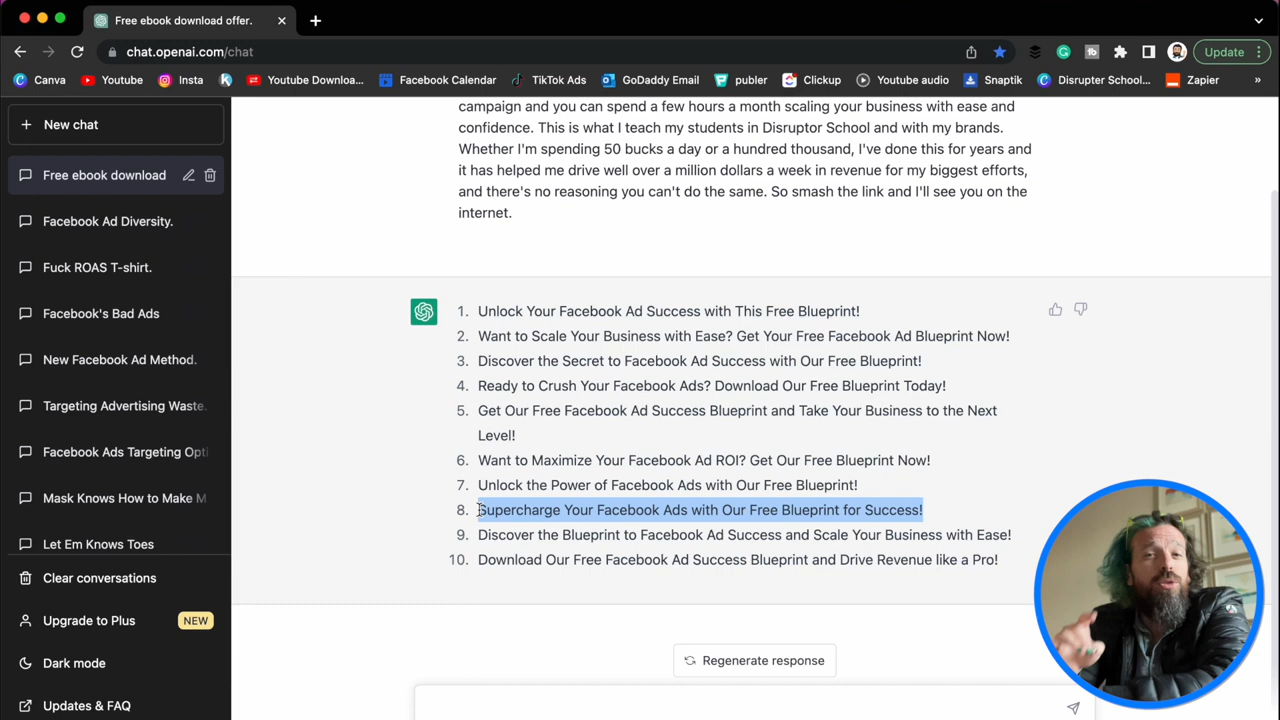 Free ebook download offer.
chat.openai.com/chat
Update
Canva
Youtube
Insta
Youtube Downloa...
Facebook Calendar
TikTok Ads
GoDaddy Email
publer
Clickup
Youtube audio
Snaptik
Disrupter School...
Zapier
»
New chat
Free ebook download
Facebook Ad Diversity.
Fuck ROAS T-shirt.
Facebook's Bad Ads
New Facebook Ad Method.
Targeting Advertising Waste.
Facebook Ads Targeting Opti
Mask Knows How to Make M
Let Em Knows Toes
Clear conversations
Upgrade to Plus
NEW
Dark mode
Updates & FAQ
campaign and you can spend a few hours a month scaling your business with ease and
confidence. This is what I teach my students in Disruptor School and with my brands.
Whether I'm spending 50 bucks a day or a hundred thousand, I've done this for years and
it has helped me drive well over a million dollars a week in revenue for my biggest efforts,
and there's no reasoning you can't do the same. So smash the link and I'll see you on the
internet.
1. Unlock Your Facebook Ad Success with This Free Blueprint!
2. Want to Scale Your Business with Ease? Get Your Free Facebook Ad Blueprint Now!
3. Discover the Secret to Facebook Ad Success with Our Free Blueprint!
4. Ready to Crush Your Facebook Ads? Download Our Free Blueprint Today!
5. Get Our Free Facebook Ad Success Blueprint and Take Your Business to the Next
Level!
6. Want to Maximize Your Facebook Ad ROI? Get Our Free Blueprint Now!
7. Unlock the Power of Facebook Ads with Our Free Blueprint!
8. Supercharge Your Facebook Ads with Our Free Blueprint for Success!
9. Discover the Blueprint to Facebook Ad Success and Scale Your Business with Ease!
10. Download Our Free Facebook Ad Success Blueprint and Drive Revenue like a Pro!
Regenerate response